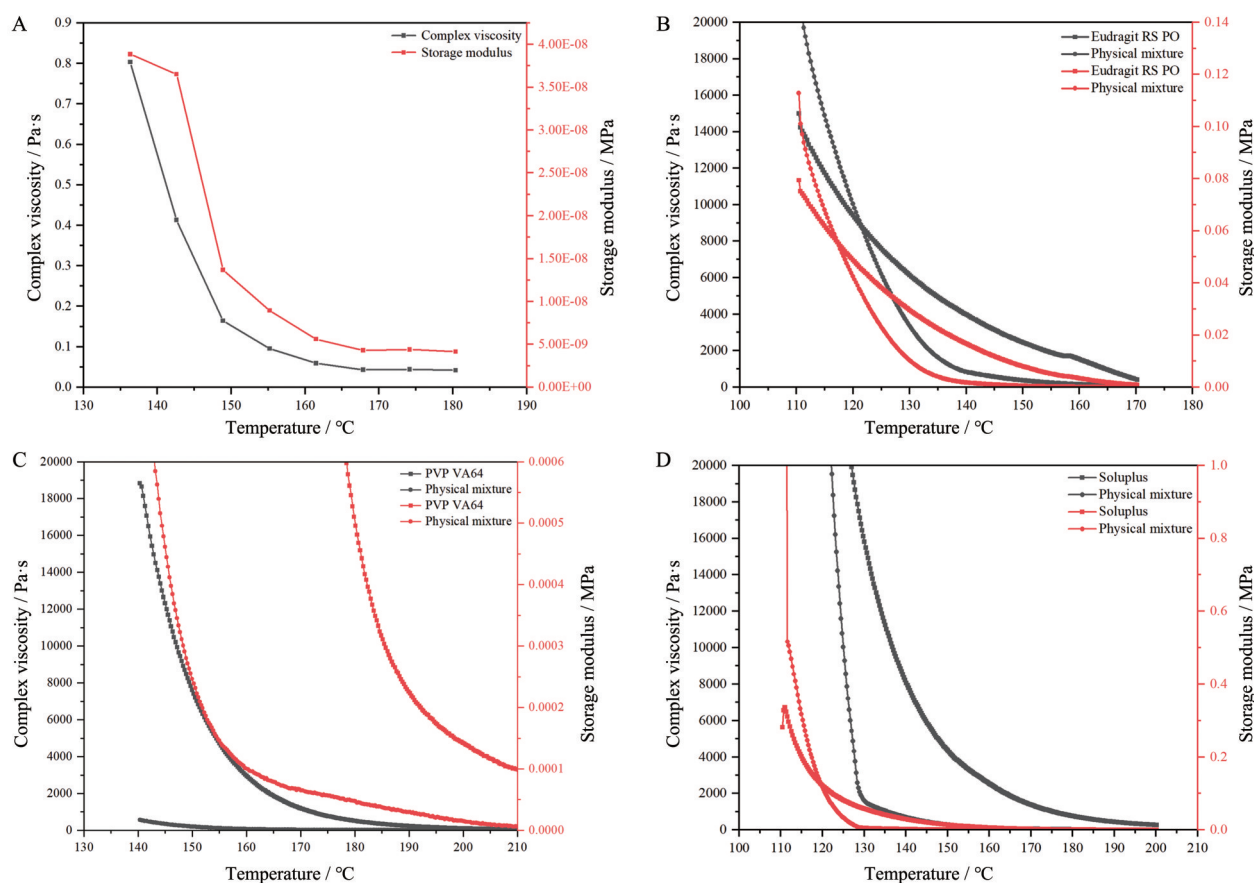 A
Complex viscosity / Pa·s
0.9
0.8
0.7
0.6
0.5
0.4
0.3
0.2
0.1
0.0
130 140 150 160 170 180 190
Temperature / ℃
Complex viscosity
Storage modulus
4.00E-08
3.50E-08
3.00E-08
2.50E-08
2.00E-08
1.50E-08
1.00E-08
5.00E-09
0.00E+00
Storage modulus / MPa
B
Complex viscosity / Pa·s
20000
18000
16000
14000
12000
10000
8000
6000
4000
2000
0
100 110 120 130 140 150 160 170 180
Temperature / ℃
Eudragit RS PO
Physical mixture
Eudragit RS PO
Physical mixture
0.14
0.12
0.10
0.08
0.06
0.04
0.02
0.00
Storage modulus / MPa
C
Complex viscosity / Pa·s
20000
18000
16000
14000
12000
10000
8000
6000
4000
2000
0
130 140 150 160 170 180 190 200 210
Temperature / ℃
PVP VA64
Physical mixture
PVP VA64
Physical mixture
0.0006
0.0005
0.0004
0.0003
0.0002
0.0001
0.0000
Storage modulus / MPa
D
Complex viscosity / Pa·s
20000
18000
16000
14000
12000
10000
8000
6000
4000
2000
0
100 110 120 130 140 150 160 170 180 190 200 210
Temperature / ℃
Soluplus
Physical mixture
Soluplus
Physical mixture
1.0
0.8
0.6
0.4
0.2
0.0
Storage modulus / MPa